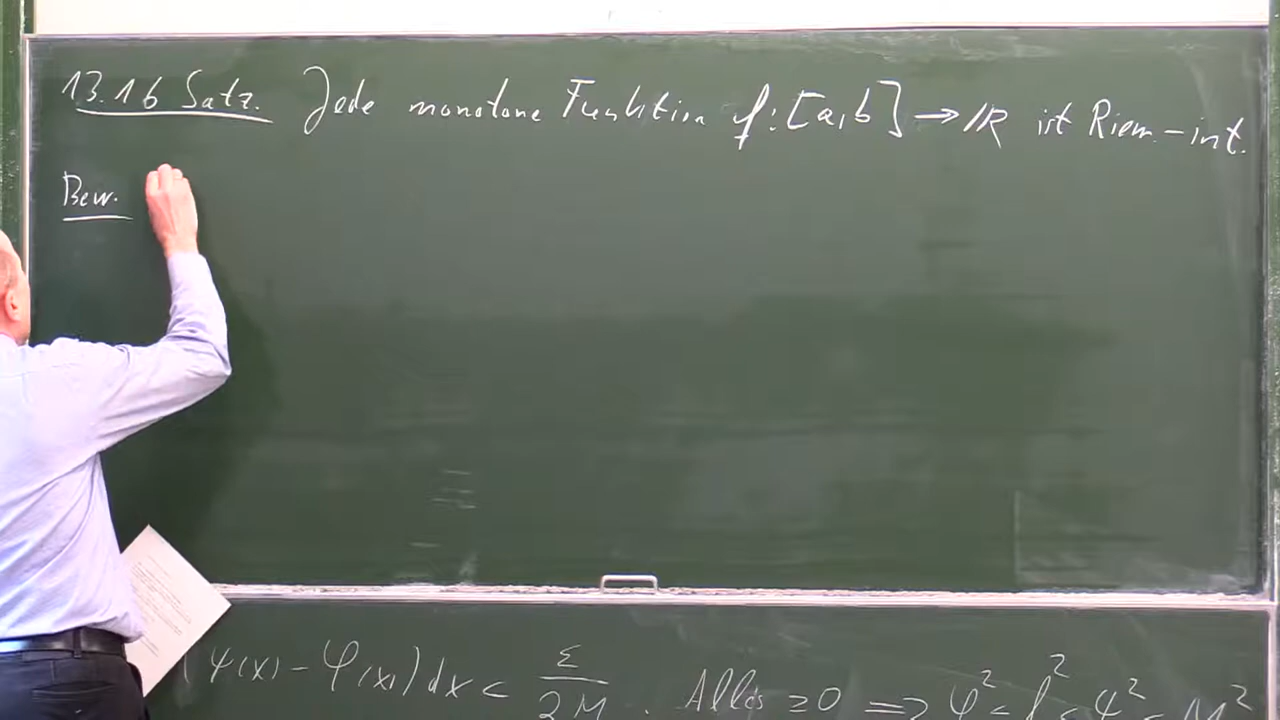 13.16 Satz. Jede monotone Funktion f: [a,b] → ℝ ist Riem.-int.
Bew.
(ψ(x) - φ(x)) dx < ε/2M . Alles ≥ 0 ⟹ φ² ≤ f² ≤ ψ² ≤ M²